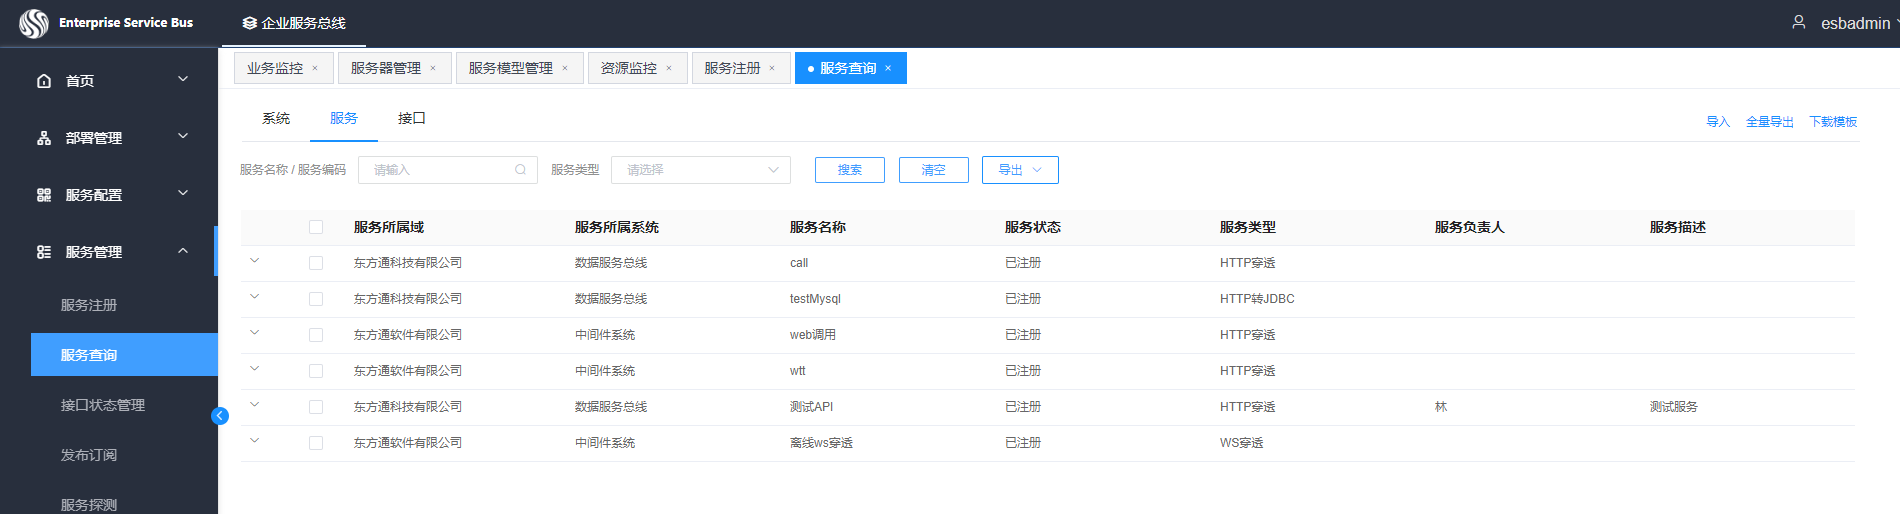 Enterprise Service Bus
企业服务总线
esbadmin
首页
部署管理
服务配置
服务管理
服务注册
服务查询
接口状态管理
发布订阅
服务探测
业务监控 ×
服务器管理 ×
服务模型管理 ×
资源监控 ×
服务注册 ×
服务查询 ×
系统 服务 接口
导入 全量导出 下载模板
服务名称 / 服务编码 请输入 服务类型 请选择 搜索 清空 导出
服务所属域 服务所属系统 服务名称 服务状态 服务类型 服务负责人 服务描述
东方通科技有限公司 数据服务总线 call 已注册 HTTP穿透
东方通科技有限公司 数据服务总线 testMysql 已注册 HTTP转JDBC
东方通软件有限公司 中间件系统 web调用 已注册 HTTP穿透
东方通软件有限公司 中间件系统 wtt 已注册 HTTP穿透
东方通科技有限公司 数据服务总线 测试API 已注册 HTTP穿透 林 测试服务
东方通软件有限公司 中间件系统 离线ws穿透 已注册 WS穿透